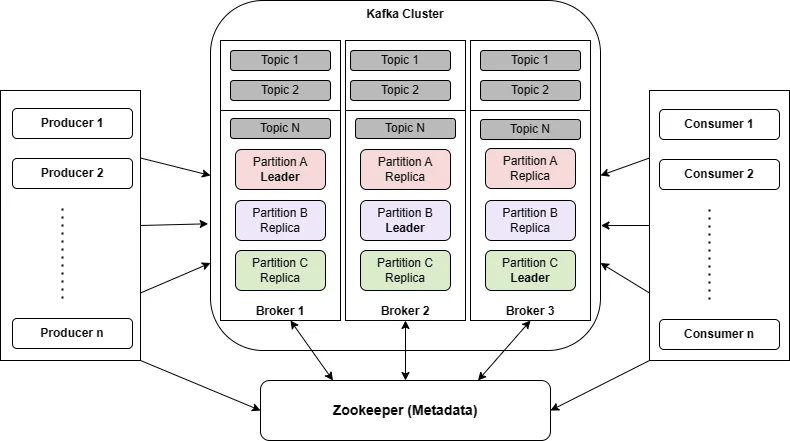 Kafka Cluster
Topic 1
Topic 1
Topic 1
Topic 2
Topic 2
Topic 2
Topic N
Topic N
Topic N
Partition A
Leader
Partition A
Replica
Partition A
Replica
Partition B
Replica
Partition B
Leader
Partition B
Replica
Partition C
Replica
Partition C
Replica
Partition C
Leader
Broker 1
Broker 2
Broker 3
Producer 1
Producer 2
Producer n
Consumer 1
Consumer 2
Consumer n
Zookeeper (Metadata)